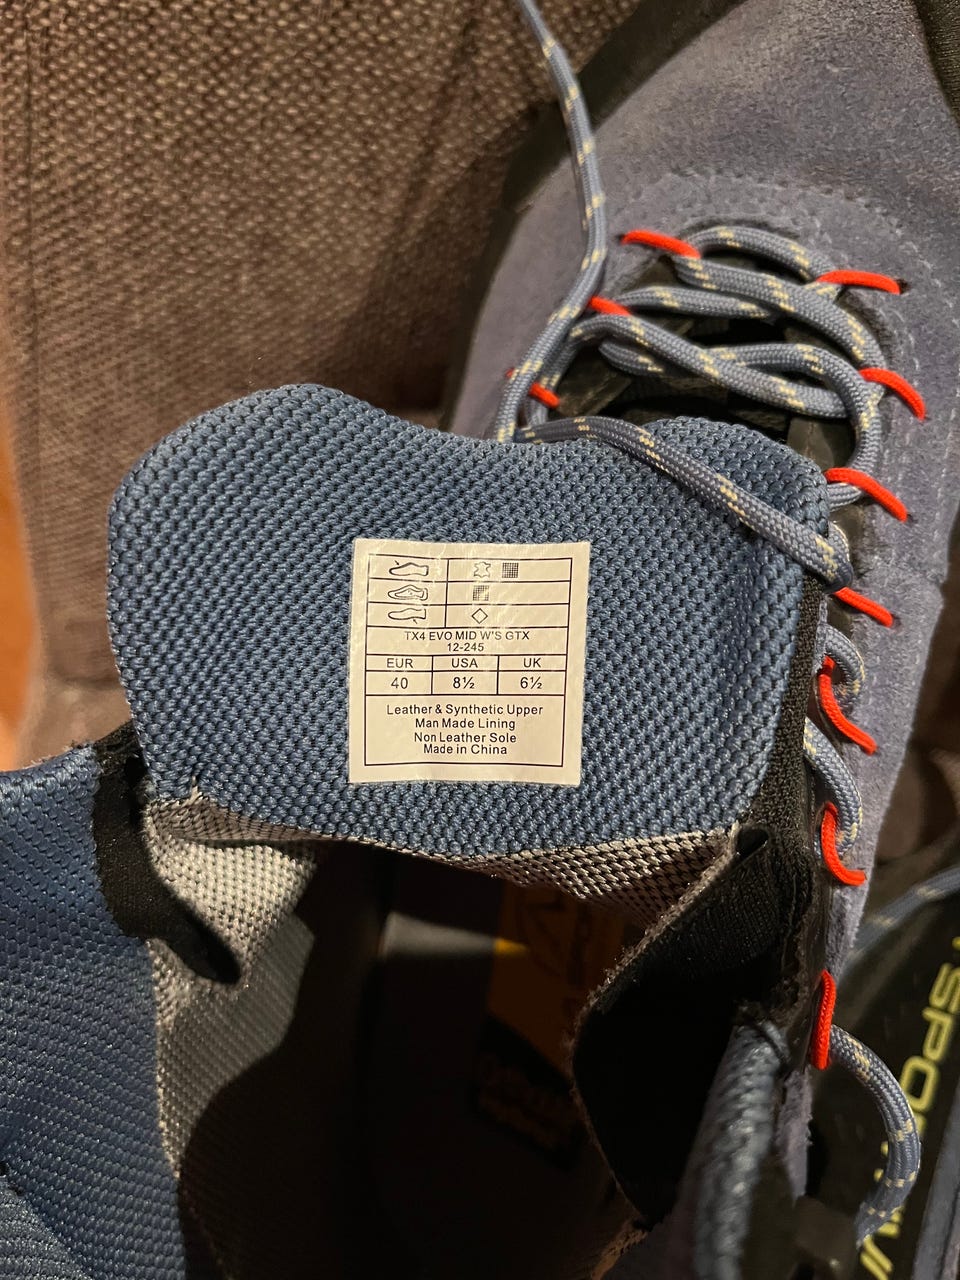 TX4 EVO MID W'S GTX
12-245
EUR USA UK
40 8½ 6½
Leather & Synthetic Upper
Man Made Lining
Non Leather Sole
Made in China
SPOR